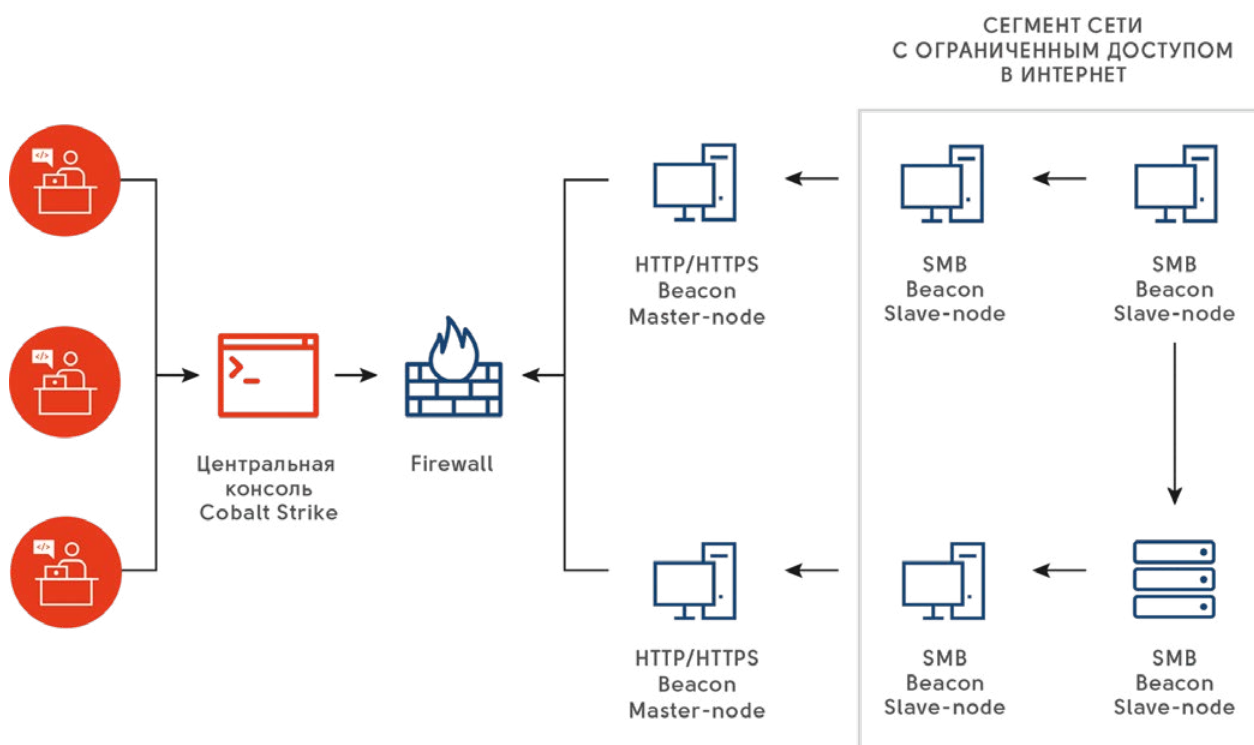 СЕГМЕНТ СЕТИ
С ОГРАНИЧЕННЫМ ДОСТУПОМ
В ИНТЕРНЕТ
HTTP/HTTPS
Beacon
Master-node
SMB
Beacon
Slave-node
SMB
Beacon
Slave-node
Центральная
консоль
Cobalt Strike
Firewall
HTTP/HTTPS
Beacon
Master-node
SMB
Beacon
Slave-node
SMB
Beacon
Slave-node